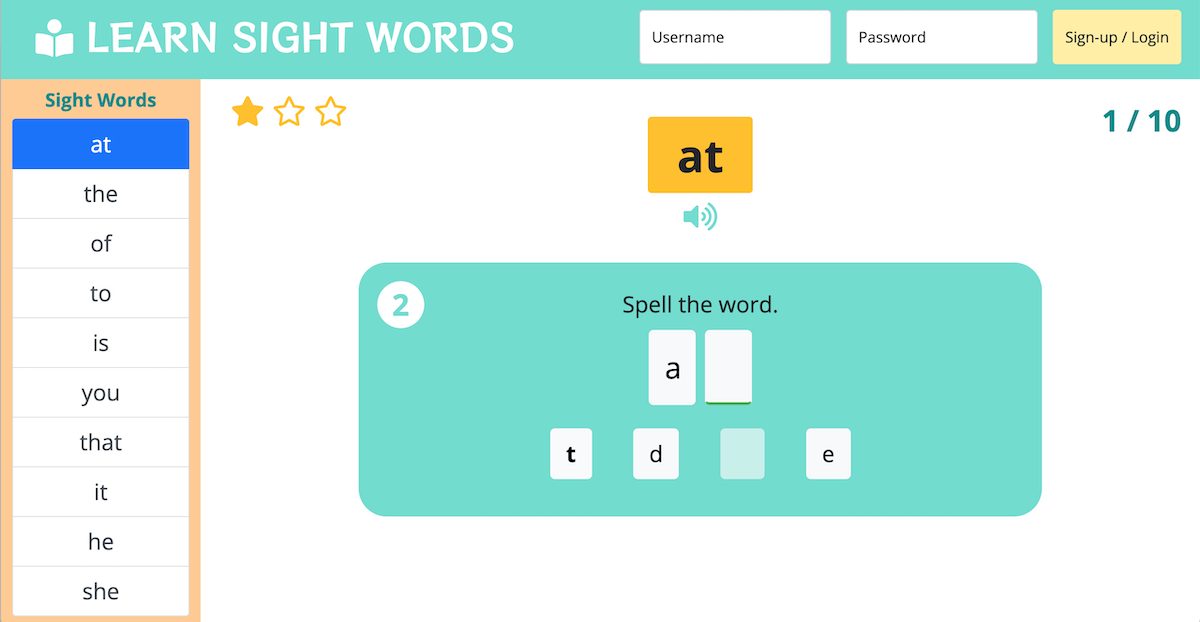 LEARN SIGHT WORDS
Username
Password
Sign-up / Login
Sight Words
at
the
of
to
is
you
that
it
he
she
1 / 10
at
2
Spell the word.
a
t d e